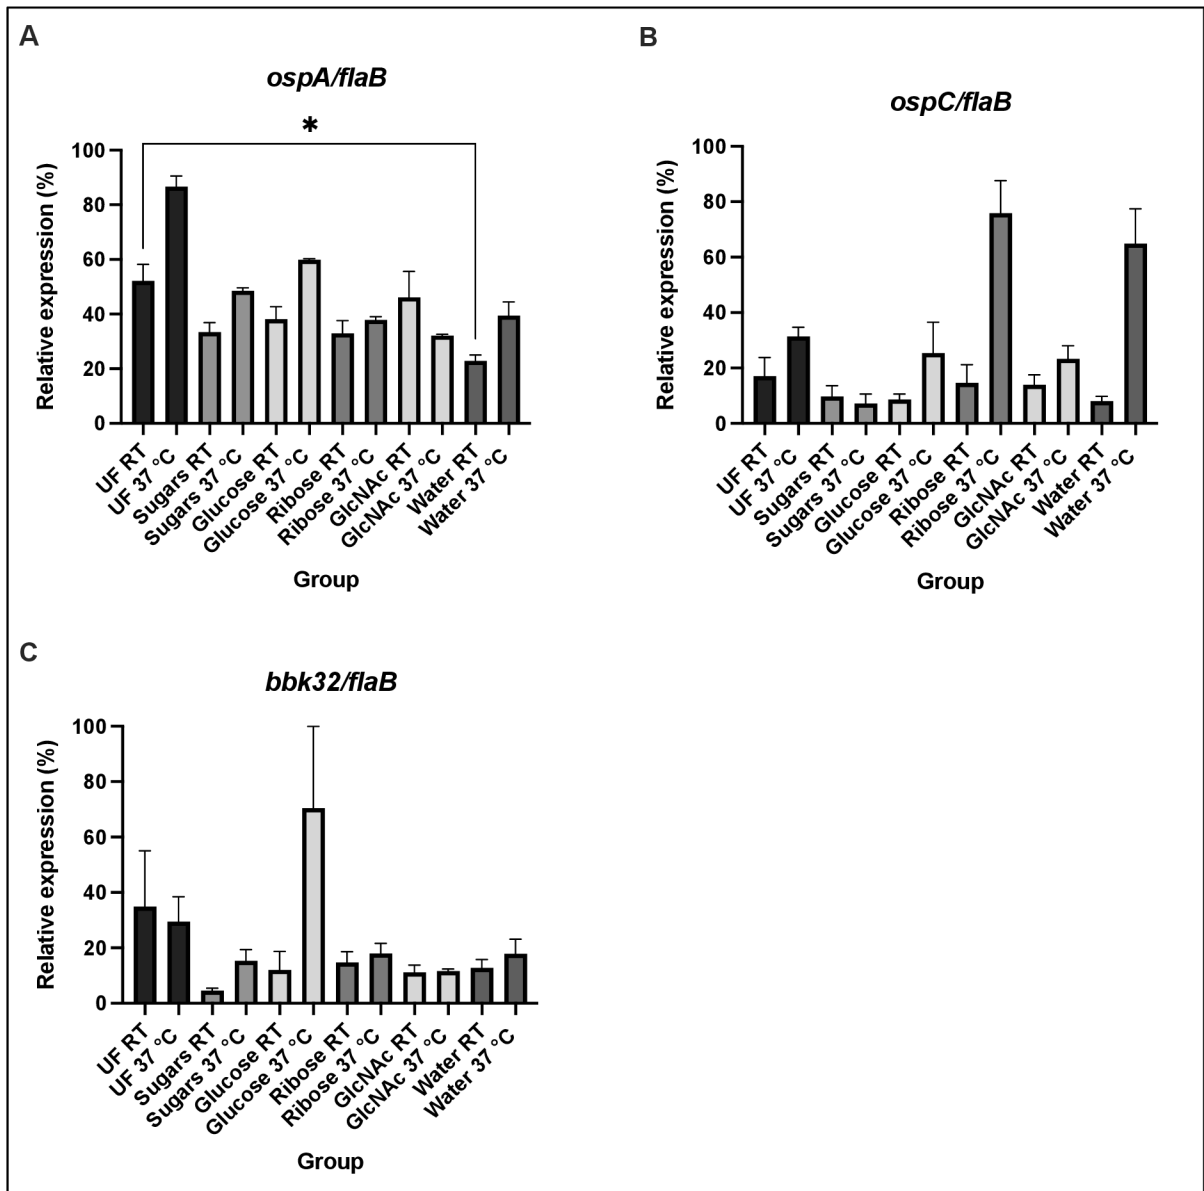 A
ospA/flaB
*
Relative expression (%)
100
80
60
40
20
0
UF RT
UF 37 °C
Sugars RT
Sugars 37 °C
Glucose RT
Glucose 37 °C
Ribose RT
Ribose 37 °C
GlcNAc RT
GlcNAc 37 °C
Water RT
Water 37 °C
Group
B
ospC/flaB
Relative expression (%)
100
80
60
40
20
0
UF RT
UF 37 °C
Sugars RT
Sugars 37 °C
Glucose RT
Glucose 37 °C
Ribose RT
Ribose 37 °C
GlcNAc RT
GlcNAc 37 °C
Water RT
Water 37 °C
Group
C
bbk32/flaB
Relative expression (%)
100
80
60
40
20
0
UF RT
UF 37 °C
Sugars RT
Sugars 37 °C
Glucose RT
Glucose 37 °C
Ribose RT
Ribose 37 °C
GlcNAc RT
GlcNAc 37 °C
Water RT
Water 37 °C
Group